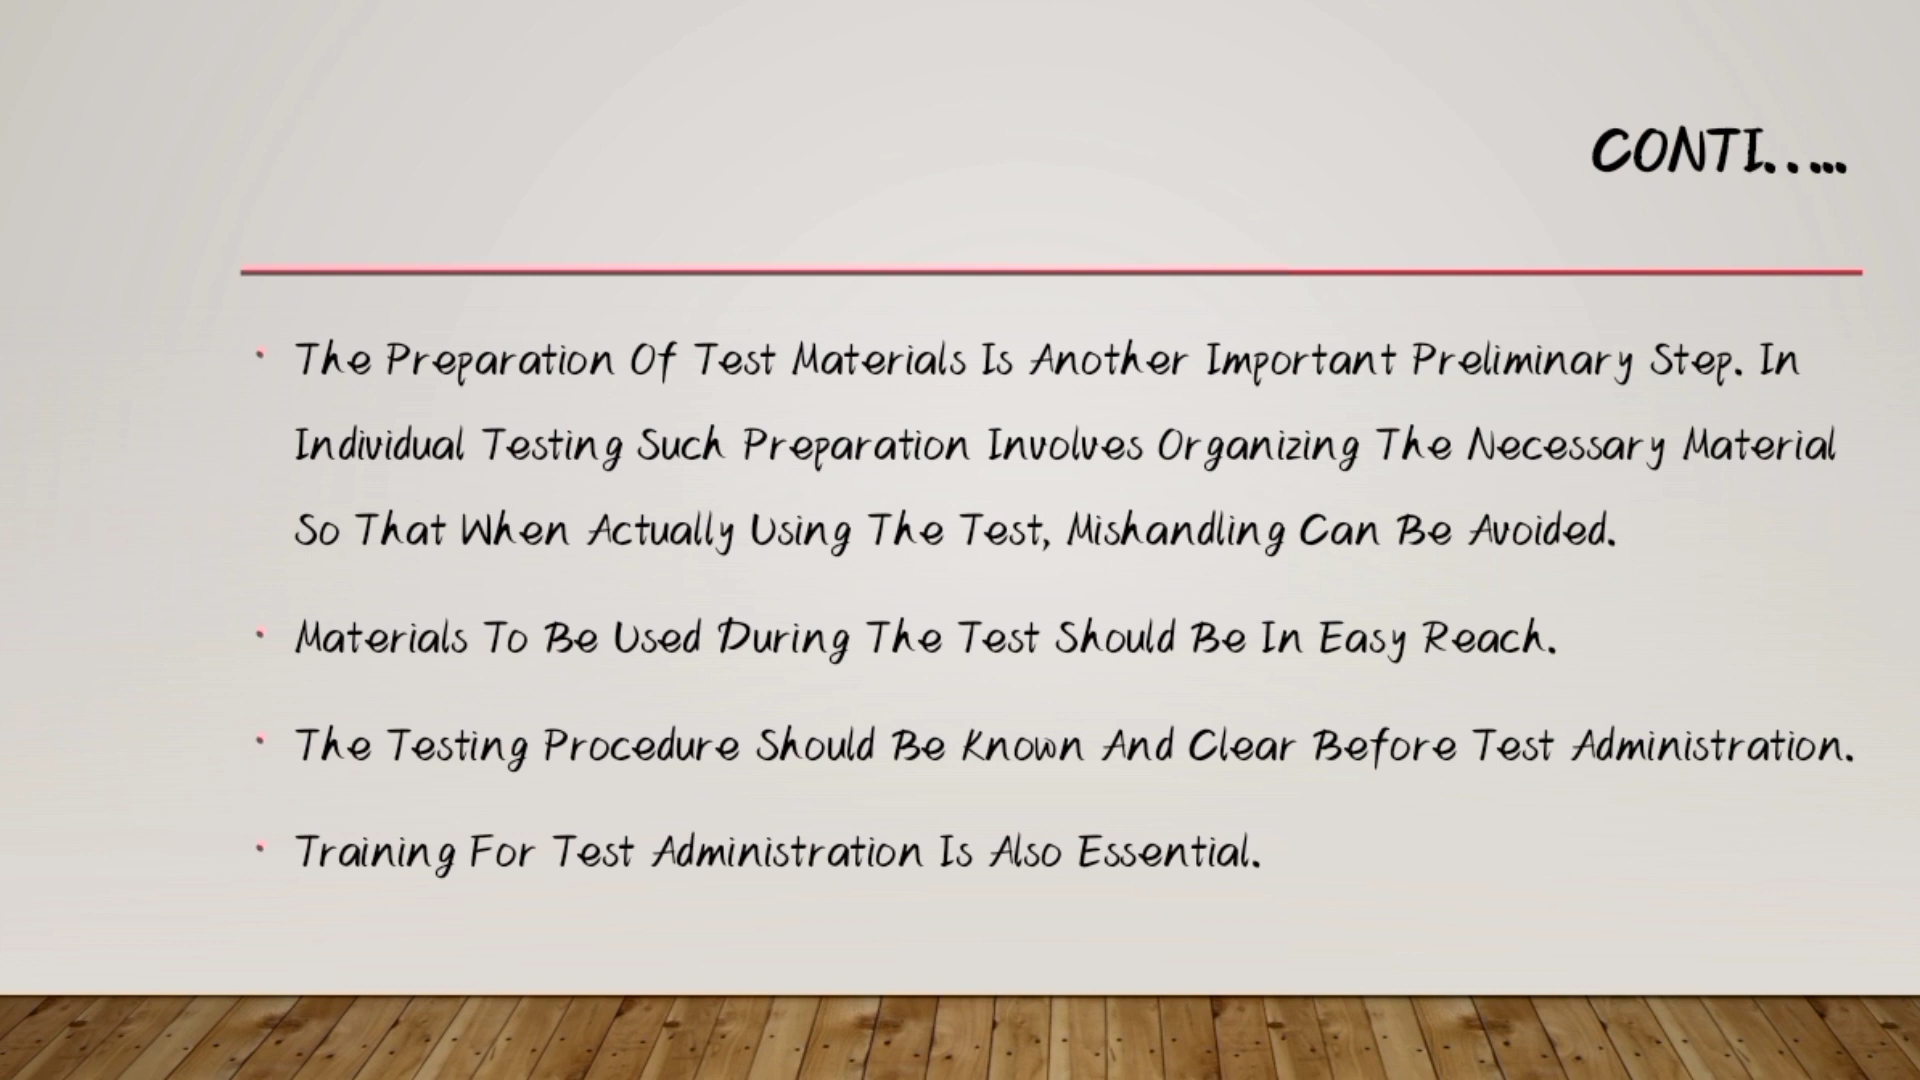 CONTI.....
• The Preparation Of Test Materials Is Another Important Preliminary Step. In
Individual Testing Such Preparation Involves Organizing The Necessary Material
So That When Actually Using The Test, Mishandling Can Be Avoided.
• Materials To Be Used During The Test Should Be In Easy Reach.
• The Testing Procedure Should Be Known And Clear Before Test Administration.
• Training For Test Administration Is Also Essential.